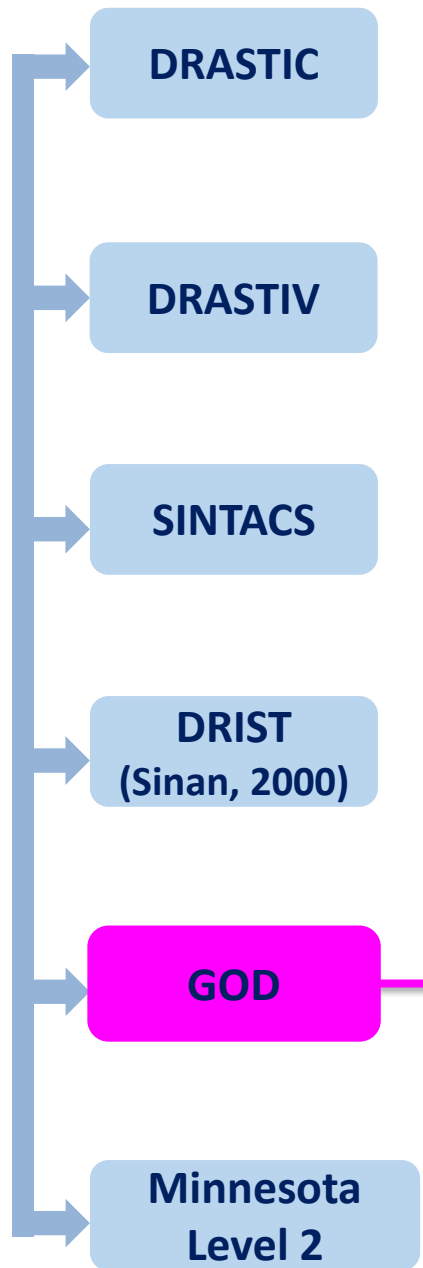 DRASTIC
DRASTIV
SINTACS
DRIST
(Sinan, 2000)
GOD
Minnesota
Level 2